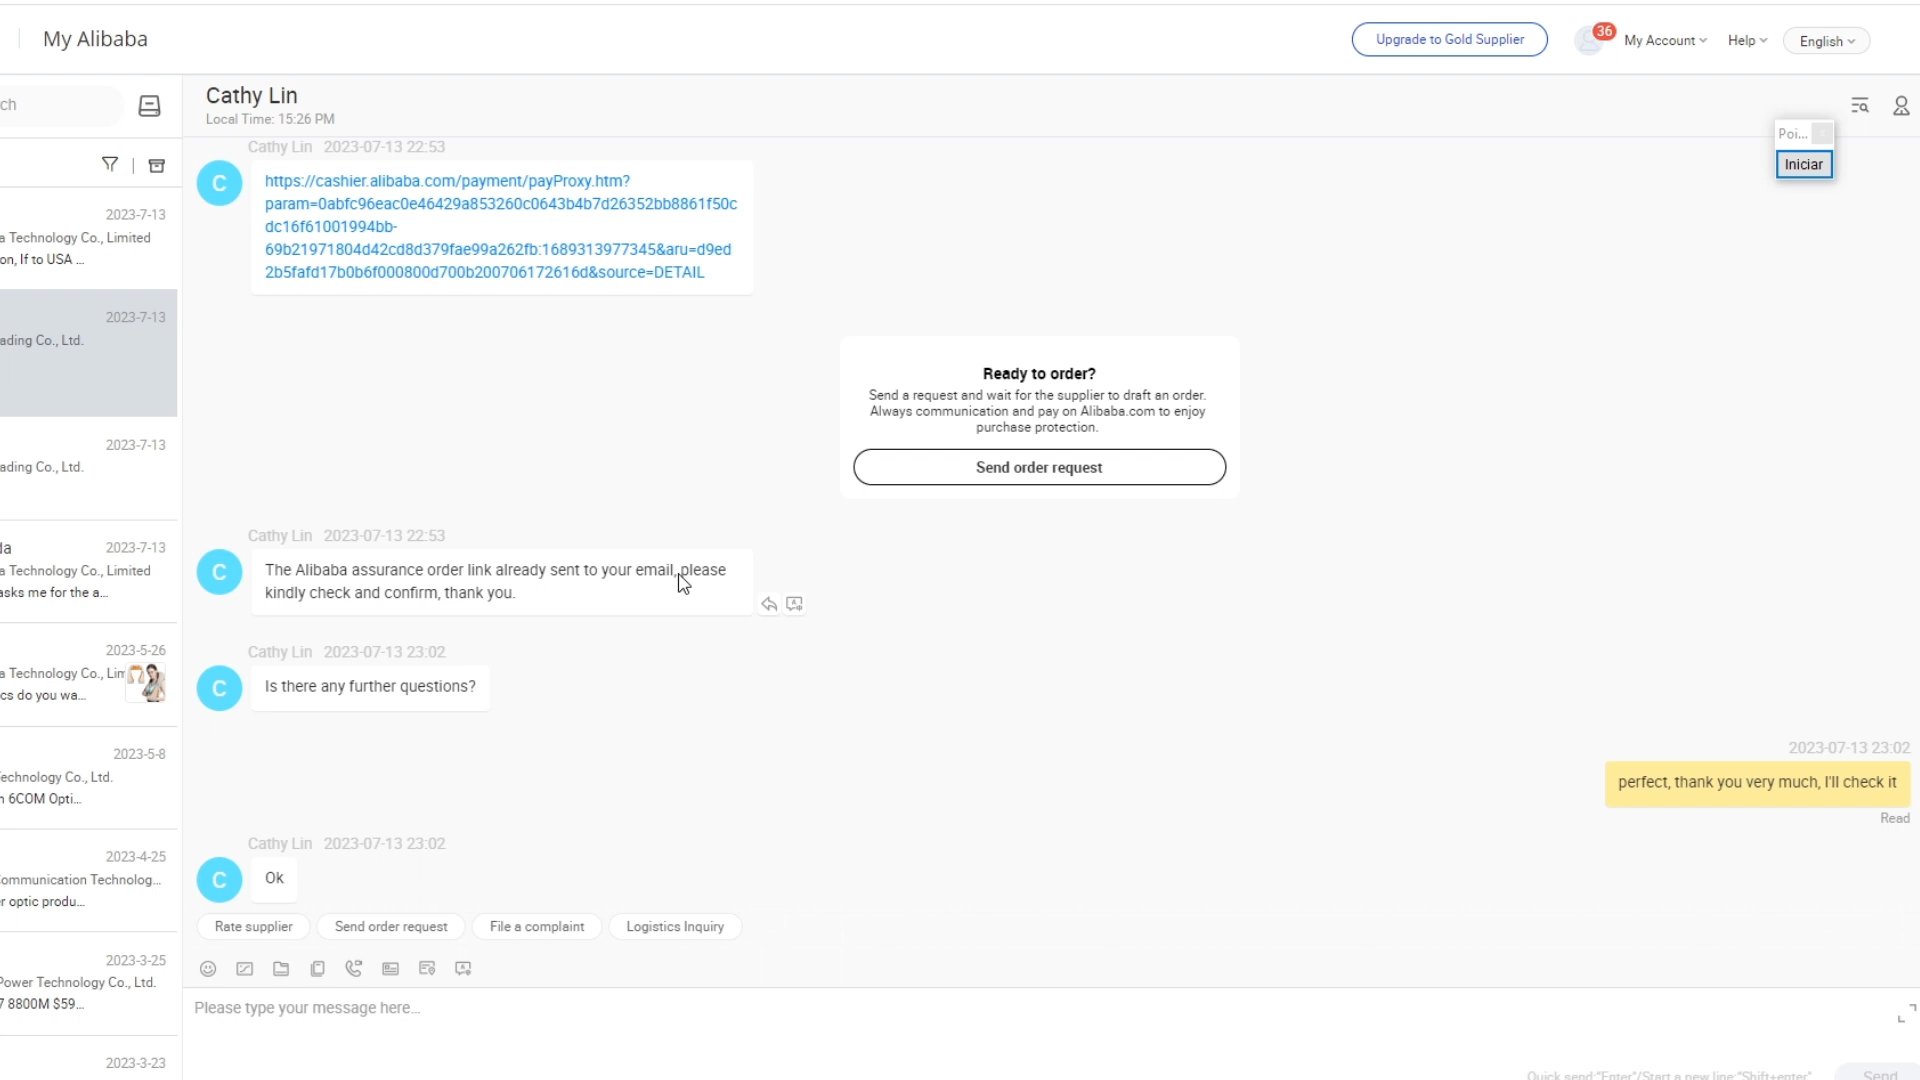 My Alibaba
Upgrade to Gold Supplier
36
My Account
Help
English
ch
Cathy Lin
Local Time: 15:26 PM
Poi...
Iniciar
2023-7-13
a Technology Co., Limited
on, If to USA ...
2023-7-13
ading Co., Ltd.
2023-7-13
ading Co., Ltd.
da
2023-7-13
a Technology Co., Limited
asks me for the a...
2023-5-26
a Technology Co., Lim
cs do you wa...
2023-5-8
echnology Co., Ltd.
n 6COM Opti...
2023-4-25
Communication Technolog...
r optic produ...
2023-3-25
Power Technology Co., Ltd.
7 8800M $59...
2023-3-23
Cathy Lin 2023-07-13 22:53
C
https://cashier.alibaba.com/payment/payProxy.htm?
param=0abfc96eac0e46429a853260c0643b4b7d26352bb8861f50c
dc16f61001994bb-
69b21971804d42cd8d379fae99a262fb:1689313977345&aru=d9ed
2b5fafd17b0b6f000800d700b200706172616d&source=DETAIL
Ready to order?
Send a request and wait for the supplier to draft an order.
Always communication and pay on Alibaba.com to enjoy
purchase protection.
Send order request
Cathy Lin 2023-07-13 22:53
C
The Alibaba assurance order link already sent to your email, please
kindly check and confirm, thank you.
Cathy Lin 2023-07-13 23:02
C
Is there any further questions?
2023-07-13 23:02
perfect, thank you very much, I'll check it
Read
Cathy Lin 2023-07-13 23:02
C
Ok
Rate supplier
Send order request
File a complaint
Logistics Inquiry
Please type your message here...
Quick send:"Enter"/Start a new line:"Shift+enter"
Send